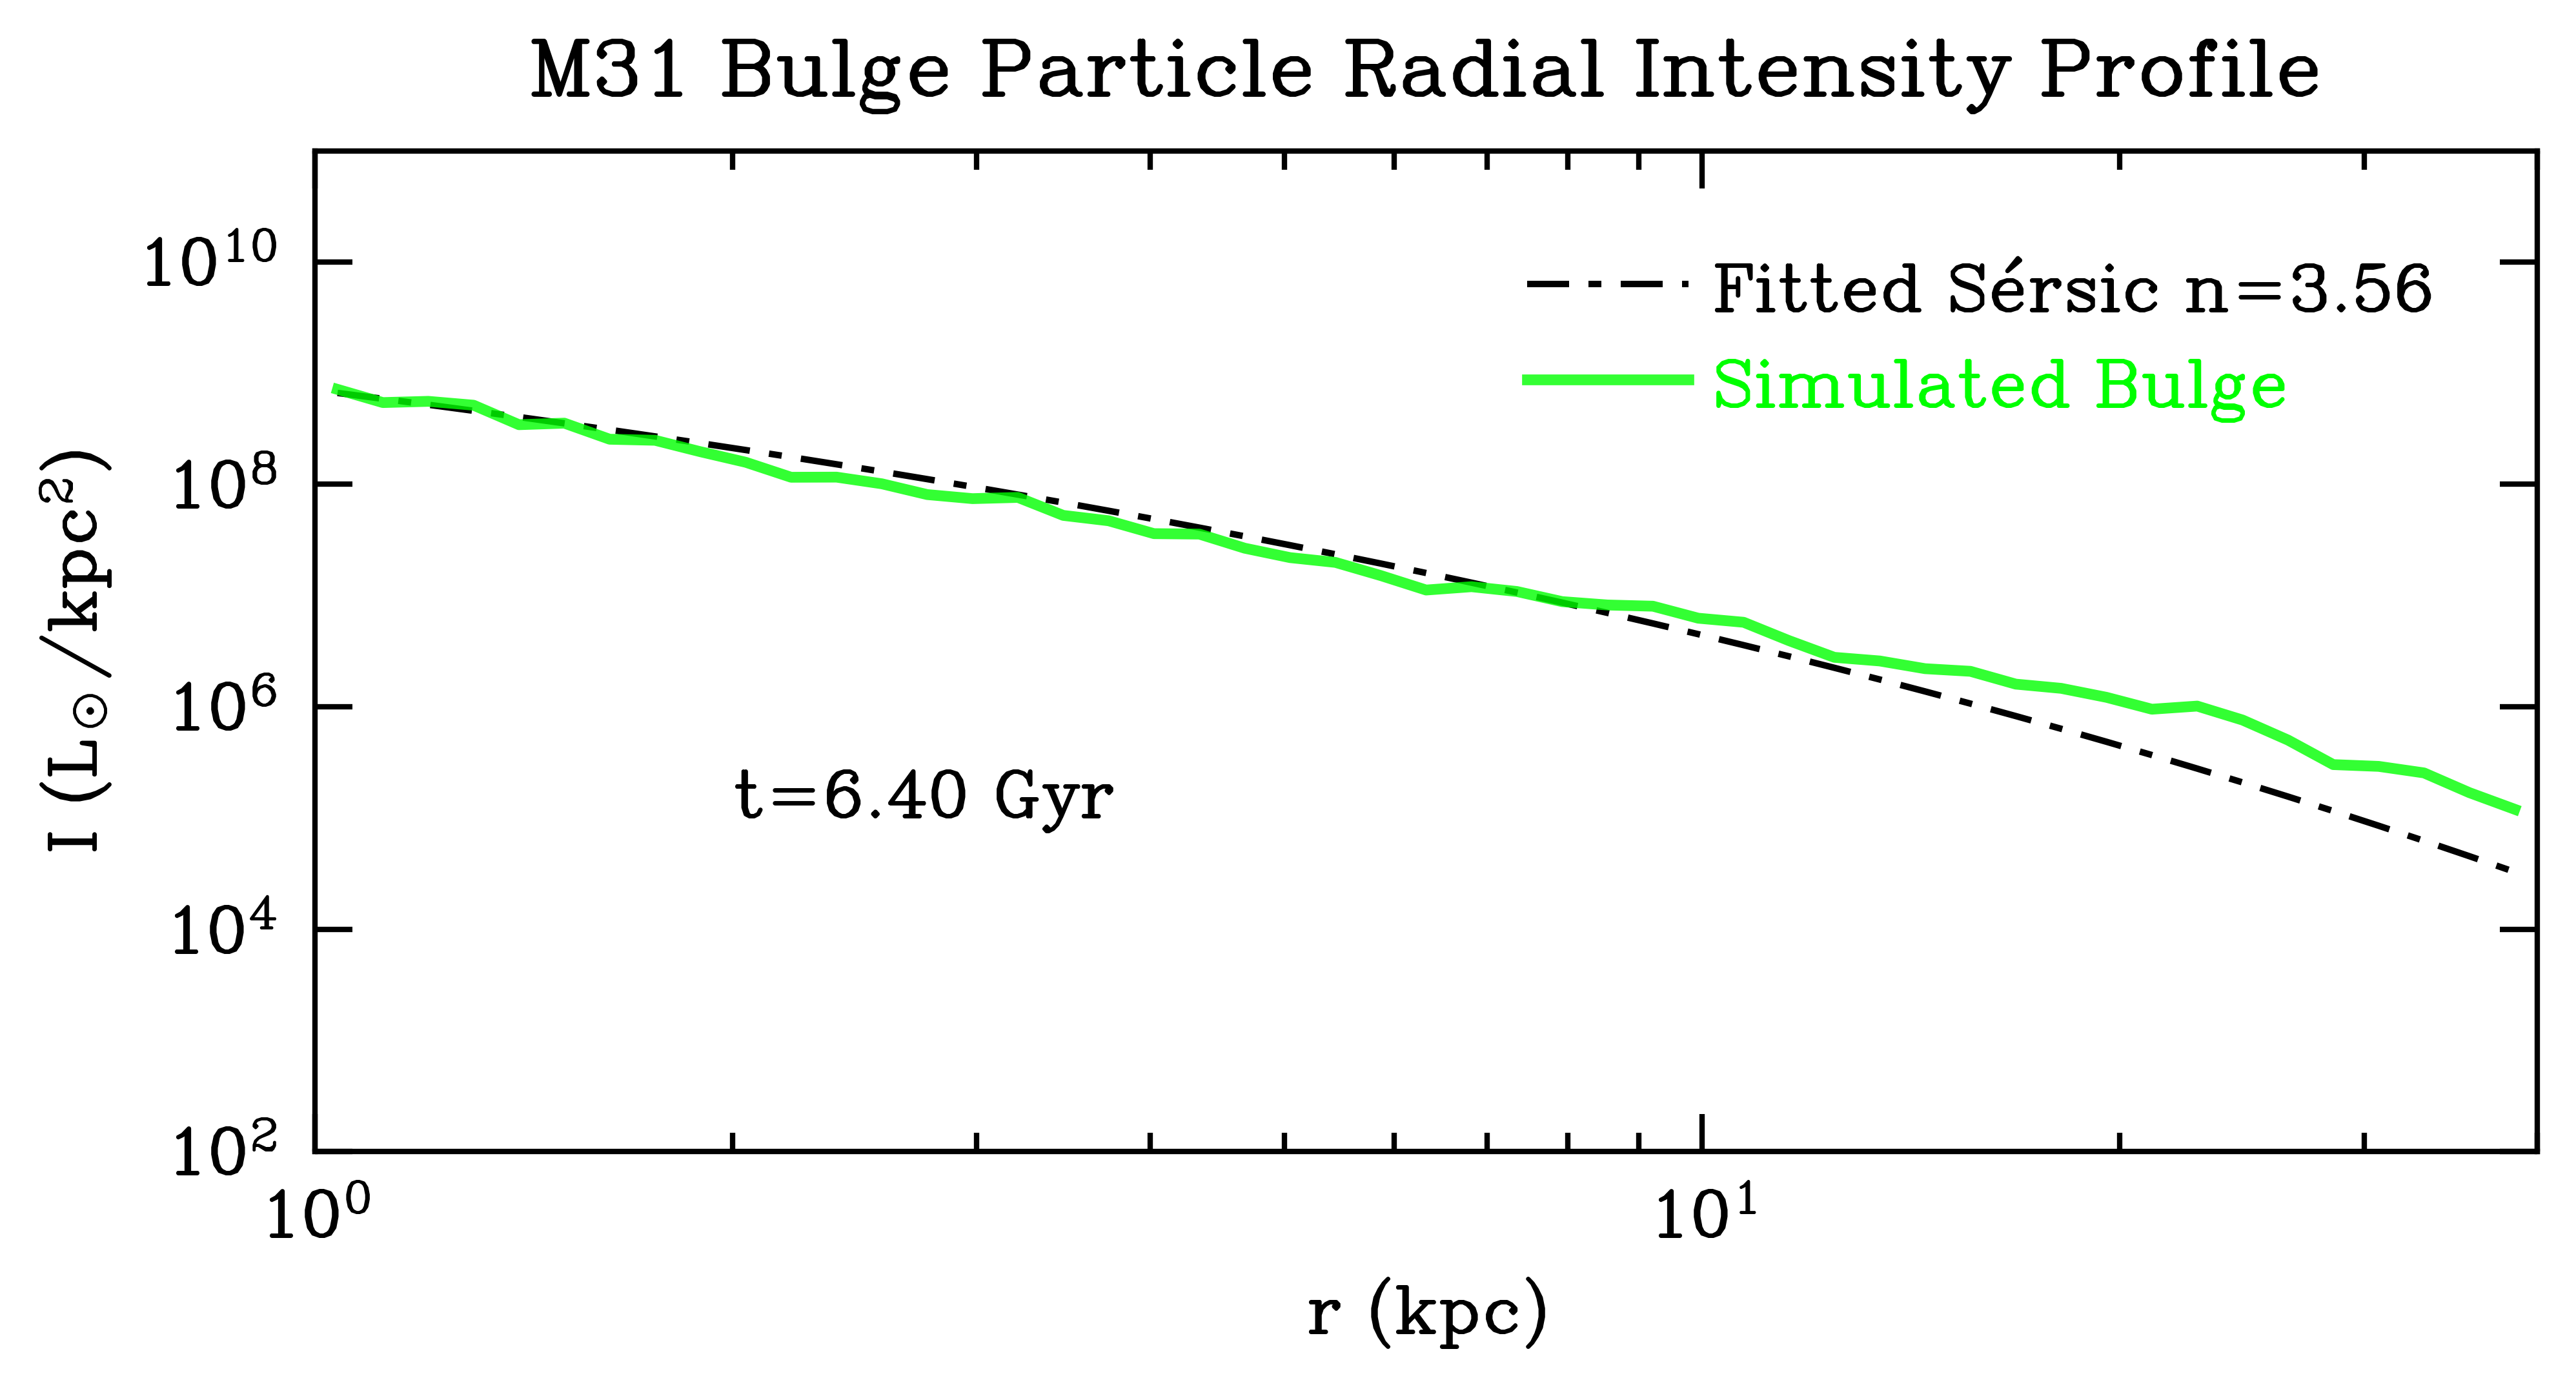 M31 Bulge Particle Radial Intensity Profile
10¹⁰
10⁸
10⁶
10⁴
10²
I (L☉/kpc²)
Fitted Sérsic n=3.56
Simulated Bulge
t=6.40 Gyr
10⁰
10¹
r (kpc)